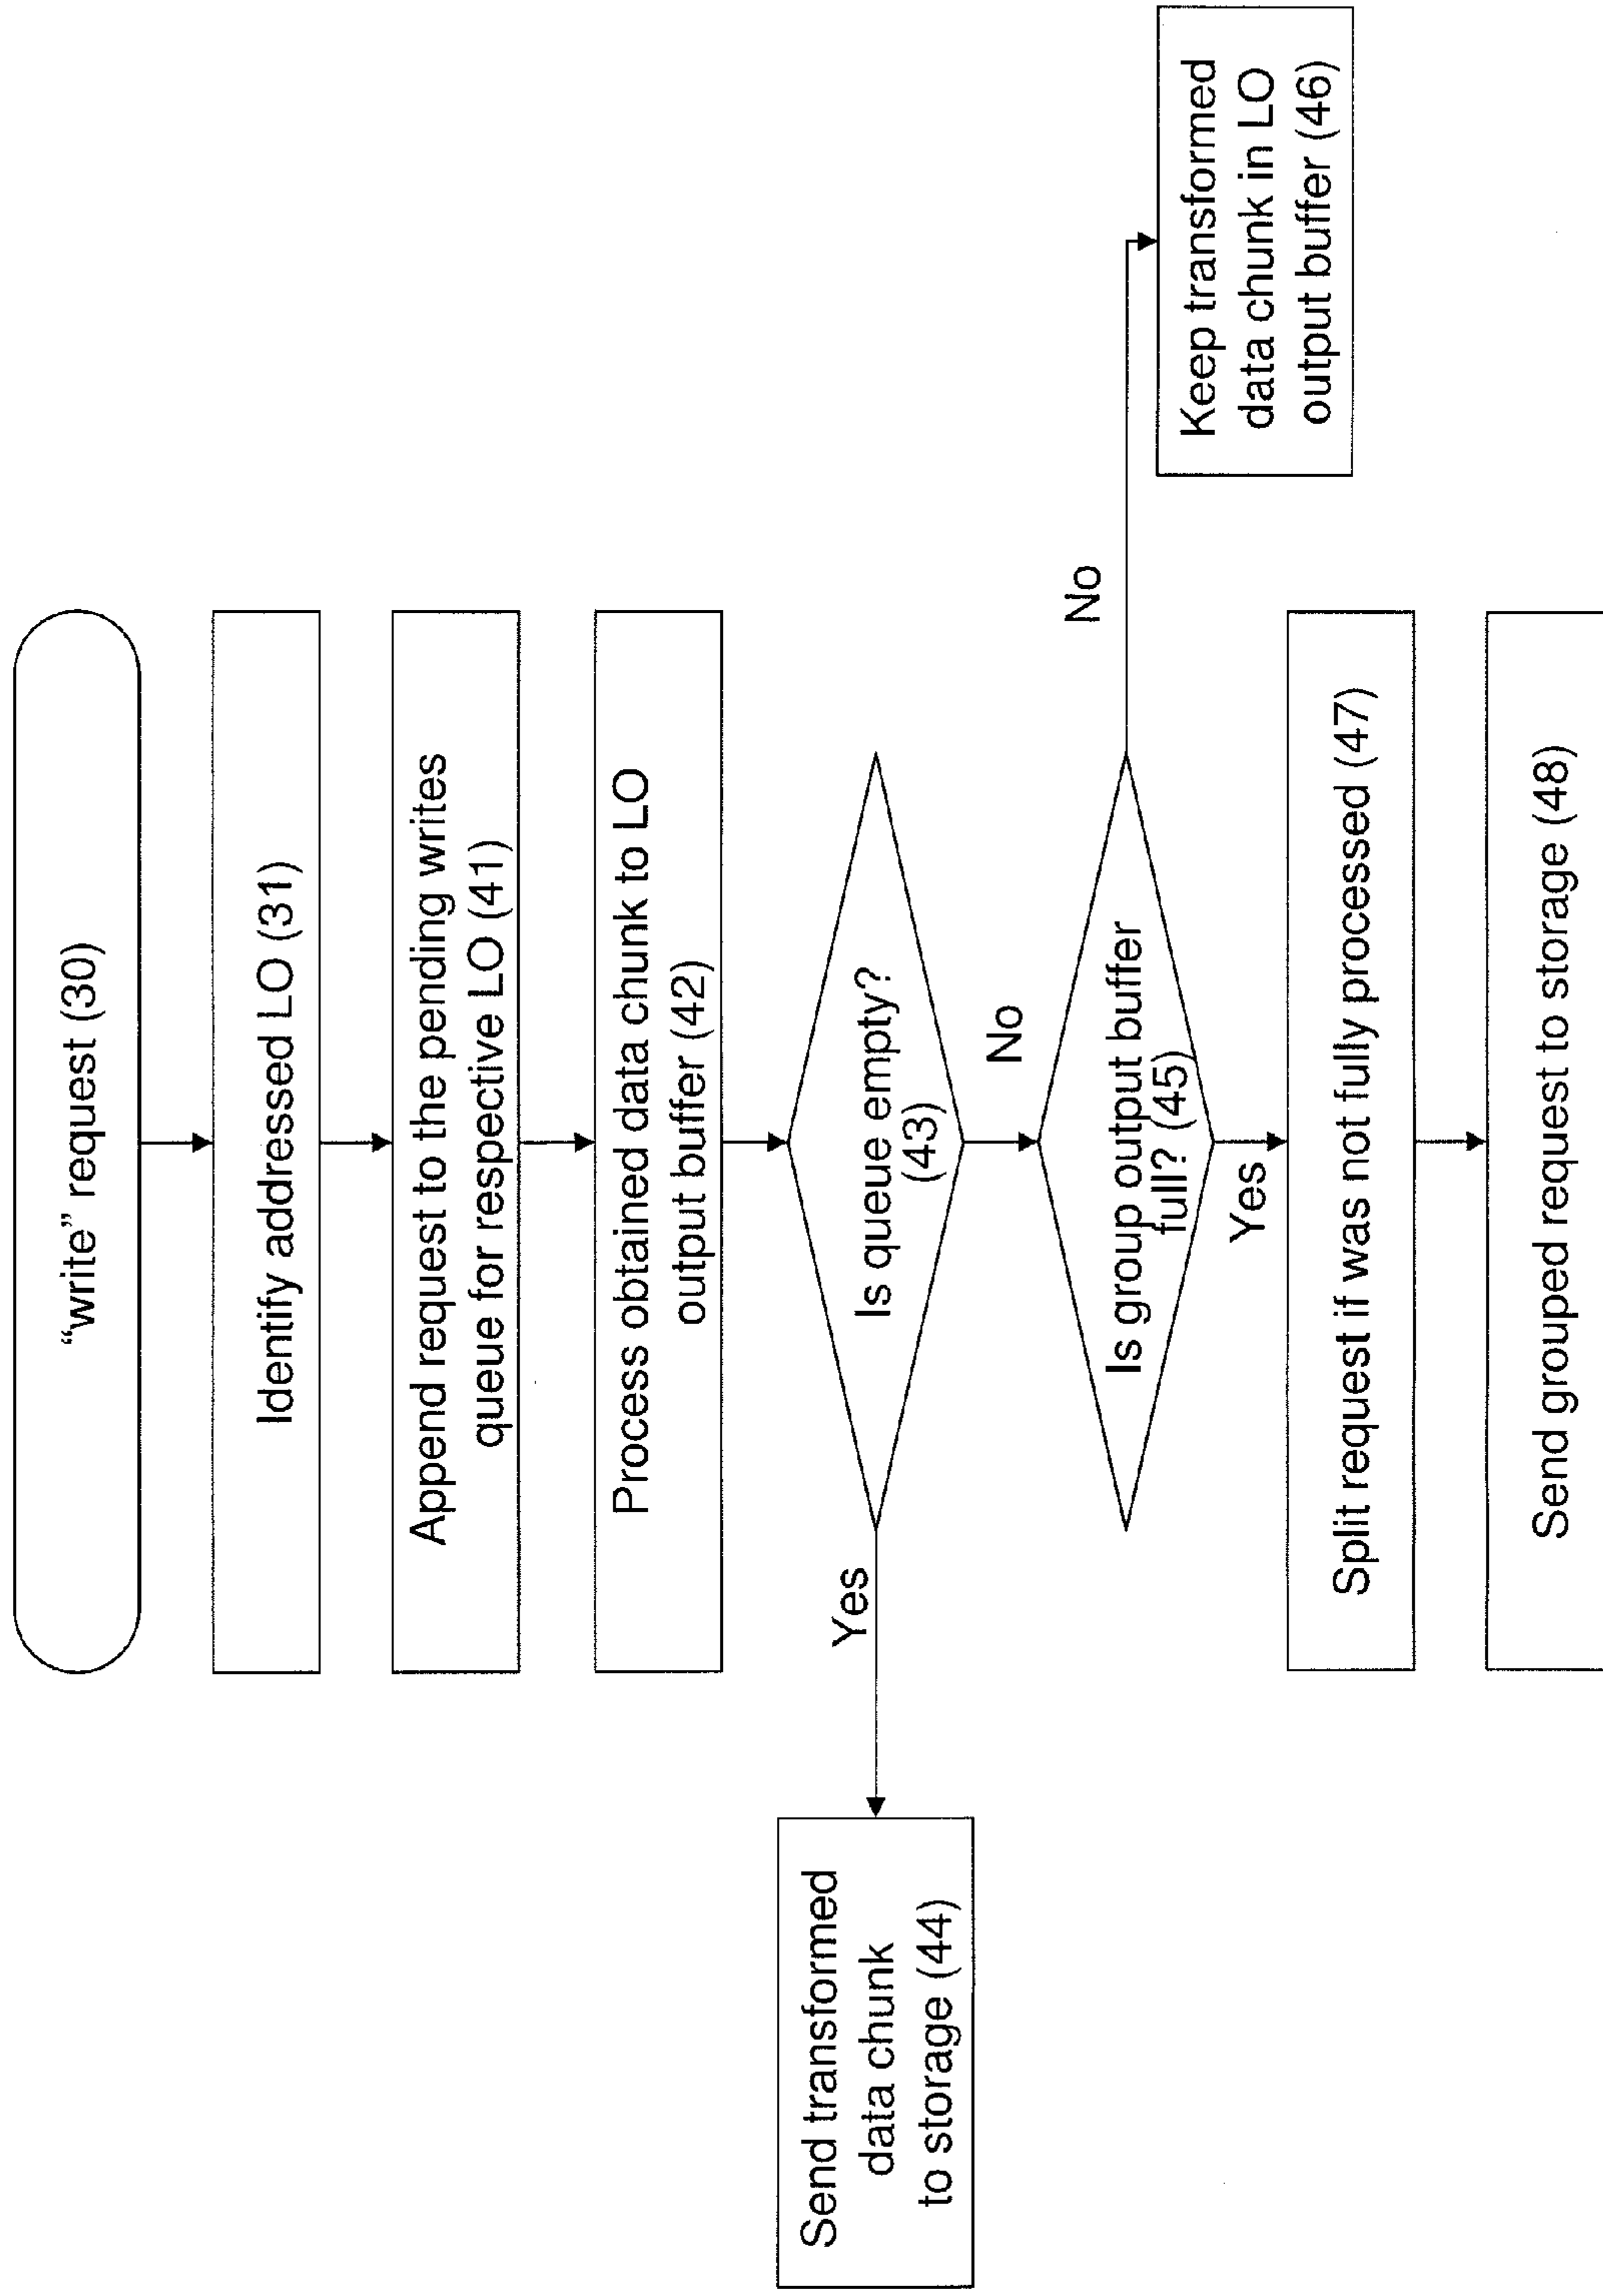 “write” request (30)
Identify addressed LO (31)
Append request to the pending writes
queue for respective LO (41)
Process obtained data chunk to LO
output buffer (42)
Is queue empty?
(43)
Yes
Send transformed
data chunk
to storage (44)
No
Is group output buffer
full? (45)
No
Keep transformed
data chunk in LO
output buffer (46)
Yes
Split request if was not fully processed (47)
Send grouped request to storage (48)